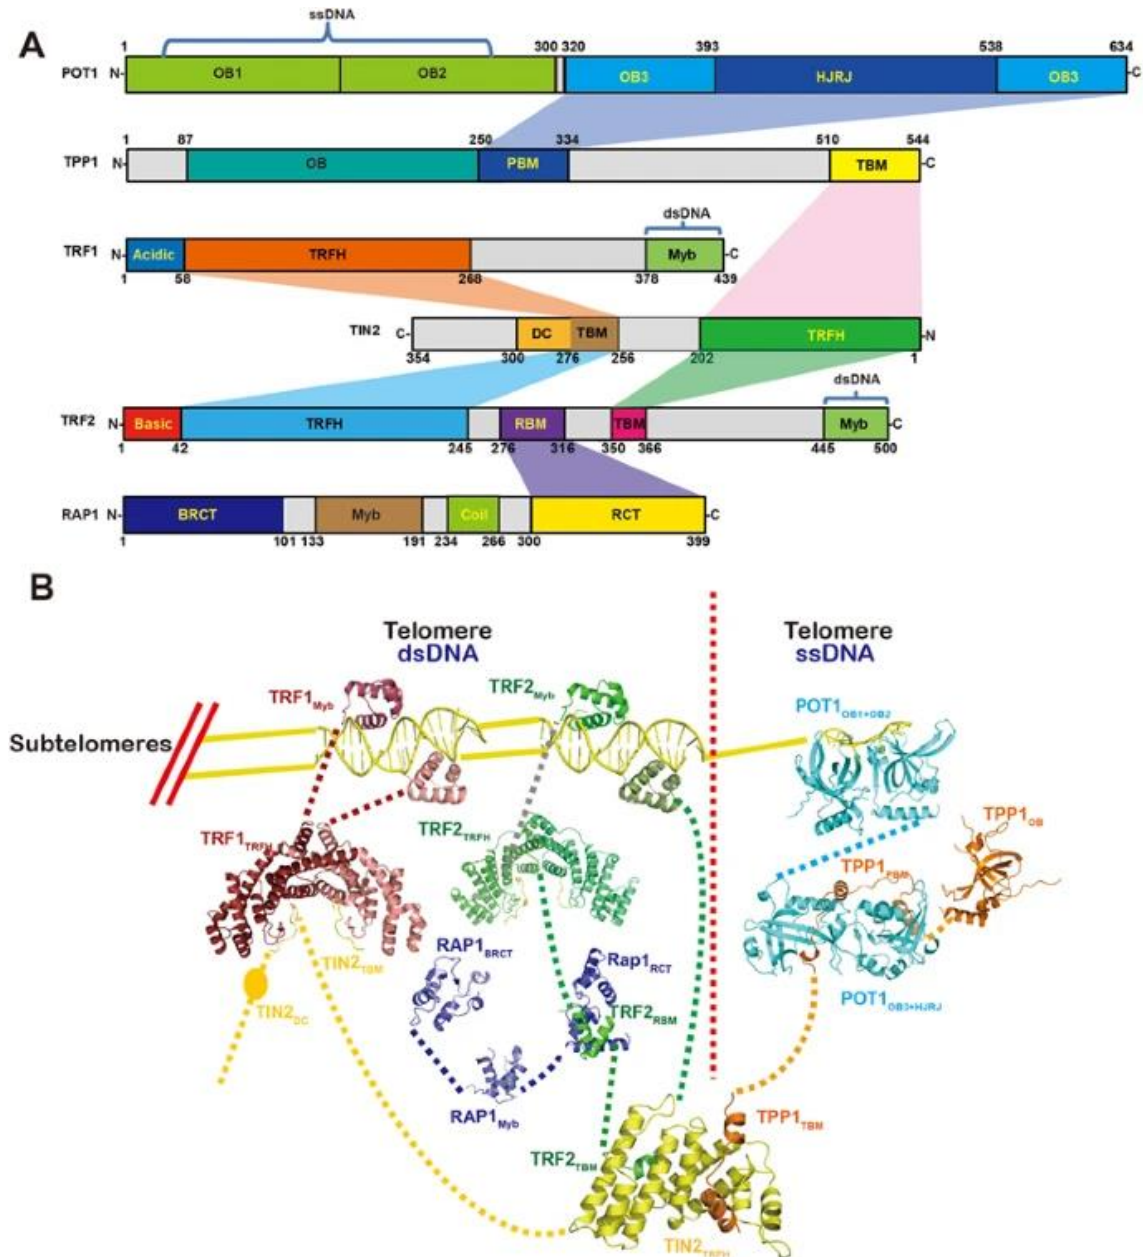 A
ssDNA
1 300 320 393 538 634
POT1 N- OB1 OB2 OB3 HJRJ OB3 -C
1 87 250 334 510 544
TPP1 N- OB PBM TBM -C
dsDNA
TRF1 N- Acidic TRFH Myb -C
1 58 268 378 439
TIN2 C- DC TBM TRFH -N
354 300 276 256 202 1
dsDNA
TRF2 N- Basic TRFH RBM TBM Myb -C
1 42 245 276 316 350 366 445 500
RAP1 N- BRCT Myb Coil RCT -C
1 101 133 191 234 266 300 399
B
Telomere
dsDNA
Telomere
ssDNA
TRF1Myb
TRF2Myb
POT1OB1+OB2
Subtelomeres
TRF1TRFH
TRF2TRFH
TPP1OB
TPP1PBM
RAP1BRCT
Rap1RCT
TIN2TBM
TIN2DC
TRF2RBM
POT1OB3+HJRJ
RAP1Myb
TPP1TBM
TRF2TBM
TIN2TRFH